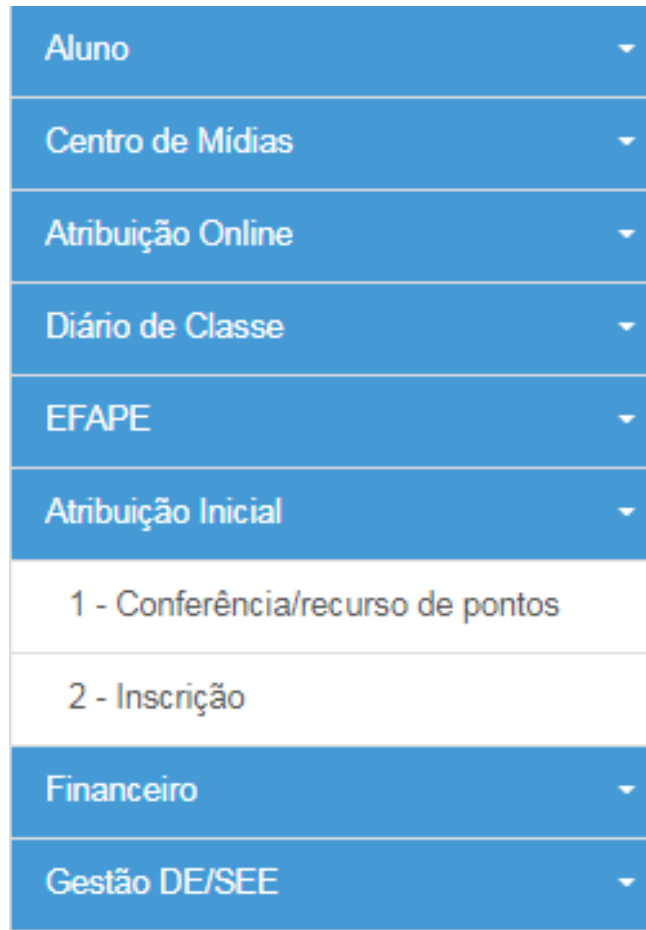 Aluno
Centro de Mídias
Atribuição Online
Diário de Classe
EFAPE
Atribuição Inicial
1 - Conferência/recurso de pontos
2 - Inscrição
Financeiro
Gestão DE/SEE